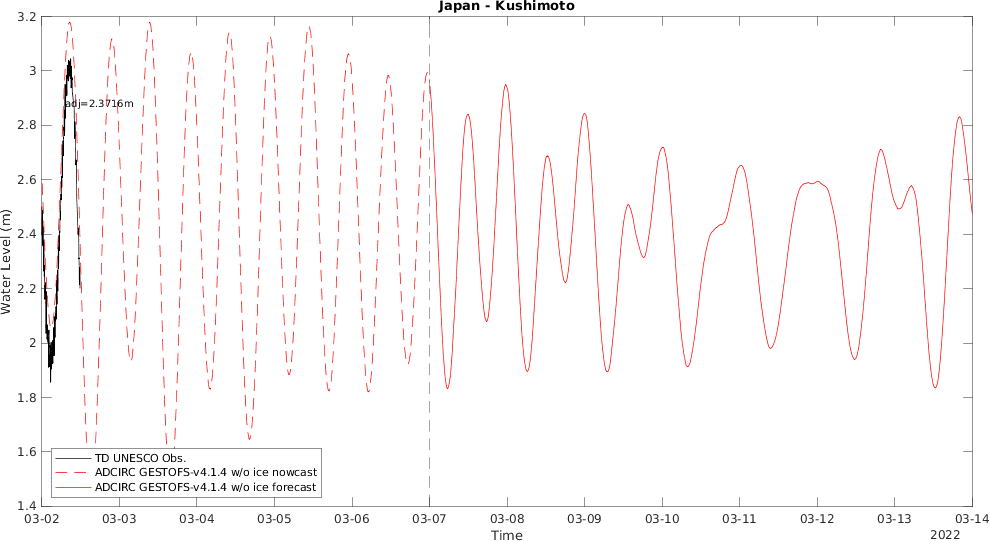 Japan - Kushimoto
3.2
3
2.8
2.6
2.4
2.2
2
1.8
1.6
1.4
Water Level (m)
adj=2.3716m
TD UNESCO Obs.
ADCIRC GESTOFS-v4.1.4 w/o ice nowcast
ADCIRC GESTOFS-v4.1.4 w/o ice forecast
03-02 03-03 03-04 03-05 03-06 03-07 03-08 03-09 03-10 03-11 03-12 03-13 03-14
Time
2022